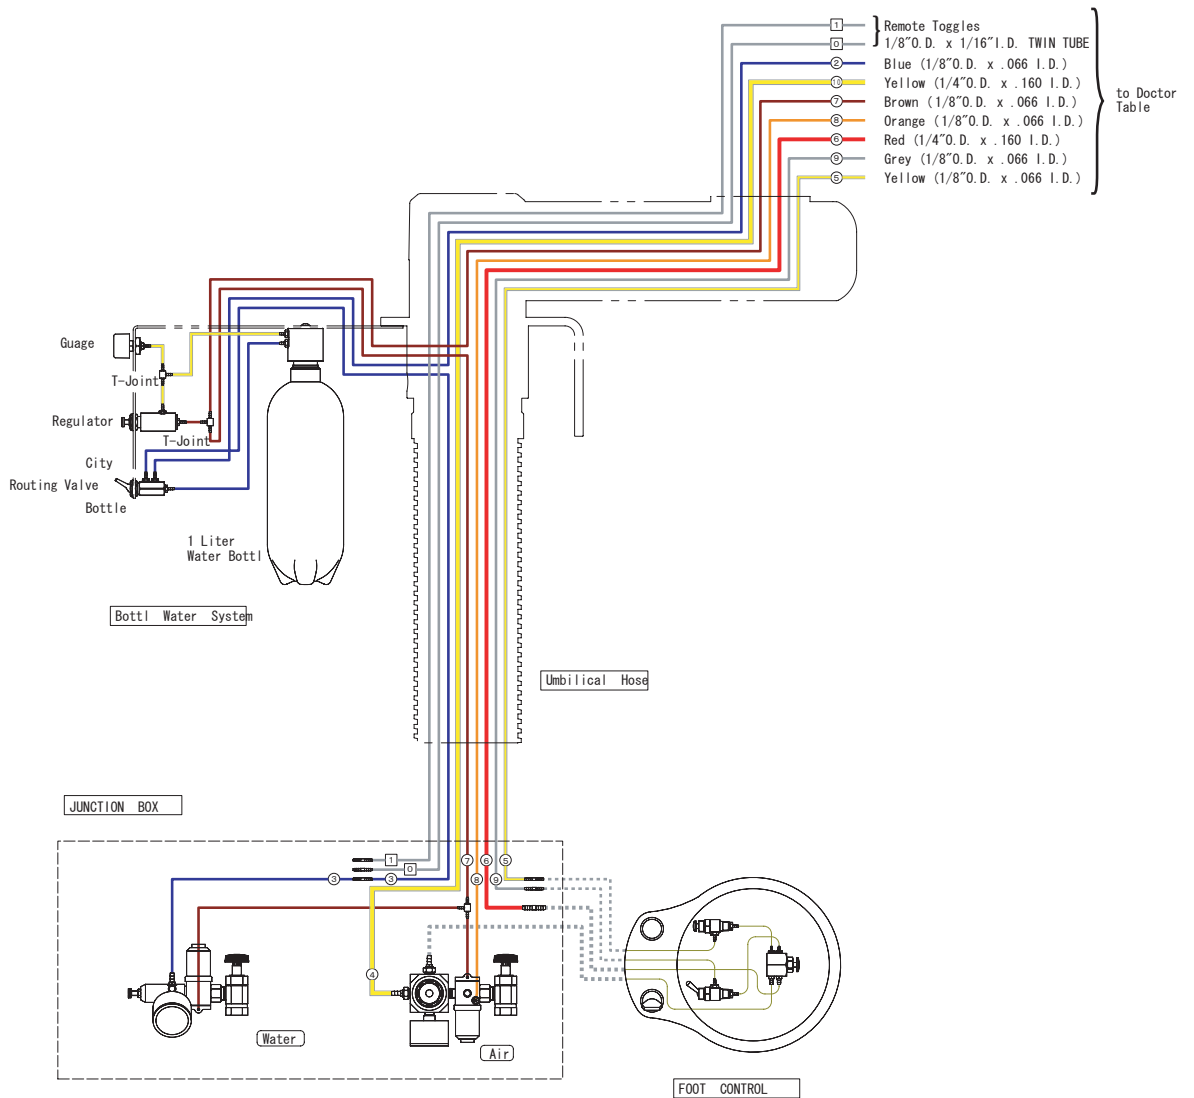 1 Remote Toggles
0 1/8"O.D. x 1/16"I.D. TWIN TUBE
2 Blue (1/8"O.D. x .066 I.D.)
10 Yellow (1/4"O.D. x .160 I.D.)
7 Brown (1/8"O.D. x .066 I.D.)
8 Orange (1/8"O.D. x .066 I.D.)
6 Red (1/4"O.D. x .160 I.D.)
9 Grey (1/8"O.D. x .066 I.D.)
5 Yellow (1/8"O.D. x .066 I.D.)
to Doctor
Table
Guage
T-Joint
Regulator
T-Joint
City
Routing Valve
Bottle
1 Liter
Water Bottl
Bottl Water System
Umbilical Hose
JUNCTION BOX
1
0
7 6 5
3 3 8 9
4
Water
Air
FOOT CONTROL